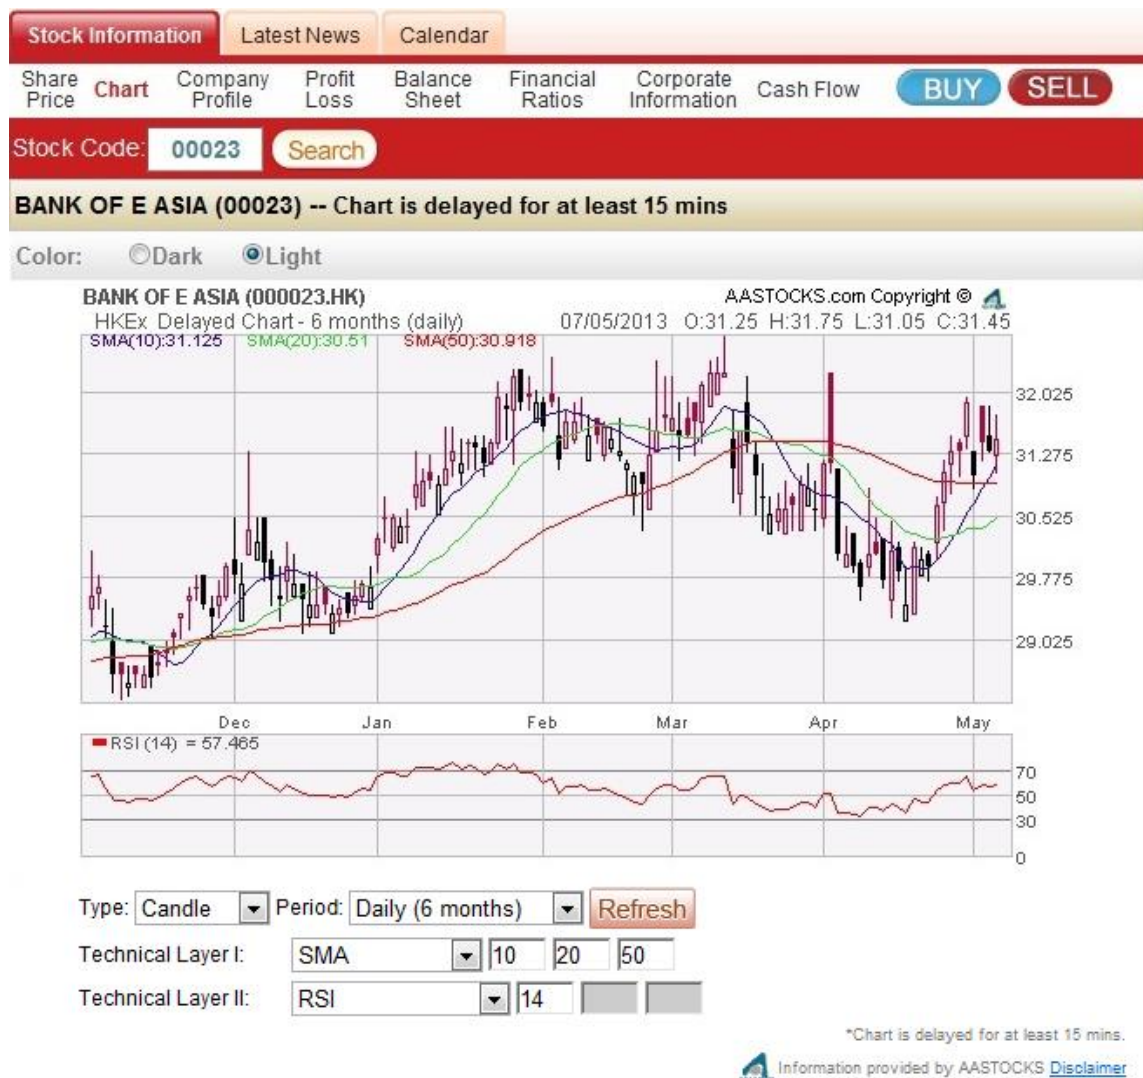 Stock Information Latest News Calendar
Share Price Chart Company Profile Profit Loss Balance Sheet Financial Ratios Corporate Information Cash Flow BUY SELL
Stock Code: 00023 Search
BANK OF E ASIA (00023) -- Chart is delayed for at least 15 mins
Color: Dark Light
BANK OF E ASIA (000023.HK) AASTOCKS.com Copyright ©
HKEx Delayed Chart - 6 months (daily) 07/05/2013 O:31.25 H:31.75 L:31.05 C:31.45
SMA(10):31.125 SMA(20):30.51 SMA(50):30.918
32.025
31.275
30.525
29.775
29.025
Dec Jan Feb Mar Apr May
RSI (14) = 57.465
70
50
30
0
Type: Candle Period: Daily (6 months) Refresh
Technical Layer I: SMA 10 20 50
Technical Layer II: RSI 14
*Chart is delayed for at least 15 mins.
Information provided by AASTOCKS Disclaimer